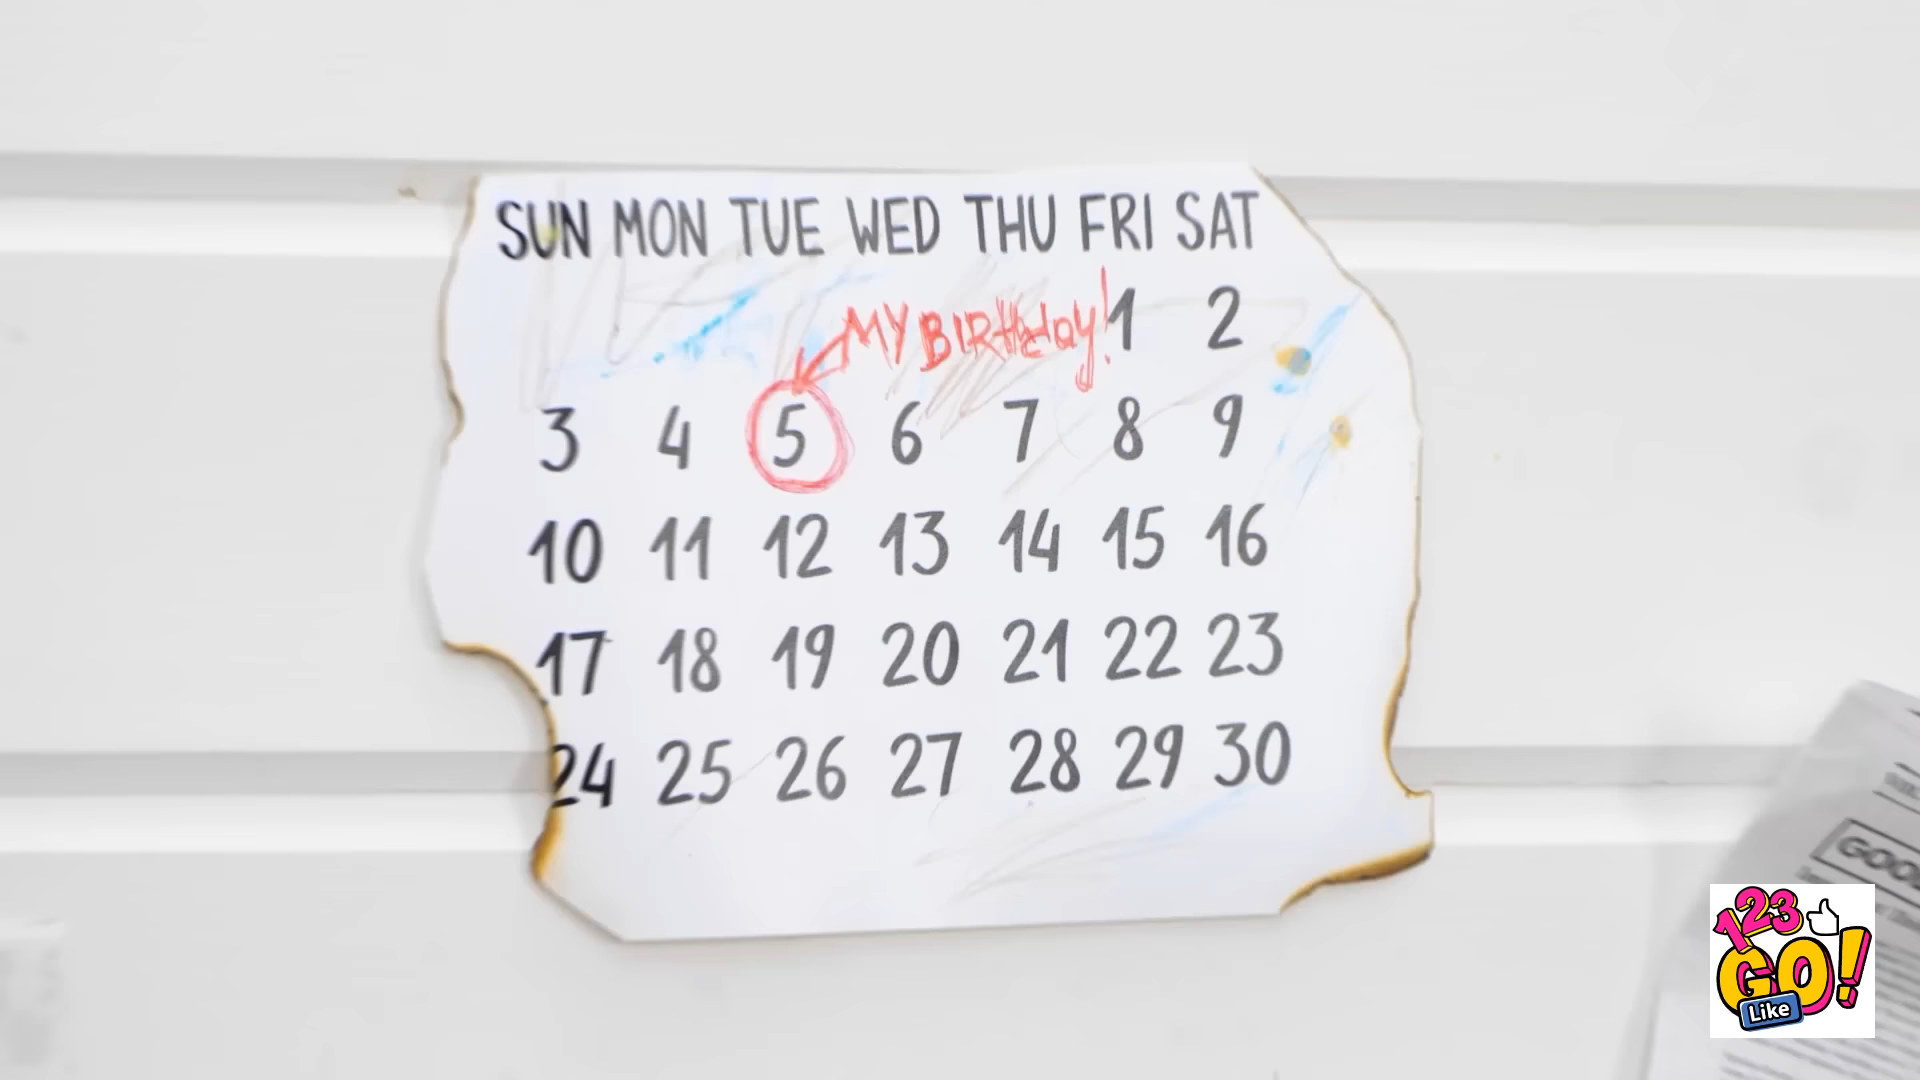 SUN MON TUE WED THU FRI SAT
MY BIRthday! 1 2
3 4 5 6 7 8 9
10 11 12 13 14 15 16
17 18 19 20 21 22 23
24 25 26 27 28 29 30
123
GO!
Like